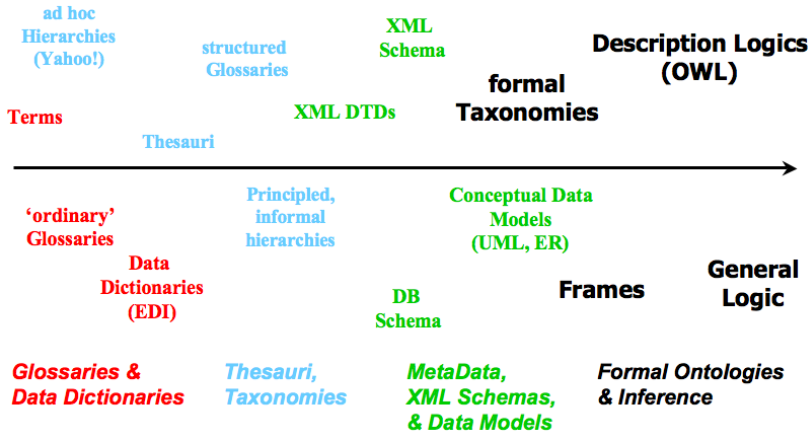 ad hoc
Hierarchies
(Yahoo!)
structured
Glossaries
XML
Schema
Description Logics
(OWL)
formal
Taxonomies
Terms
XML DTDs
Thesauri
‘ordinary’
Glossaries
Principled,
informal
hierarchies
Conceptual Data
Models
(UML, ER)
Data
Dictionaries
(EDI)
DB
Schema
Frames
General
Logic
Glossaries &
Data Dictionaries
Thesauri,
Taxonomies
MetaData,
XML Schemas,
& Data Models
Formal Ontologies
& Inference